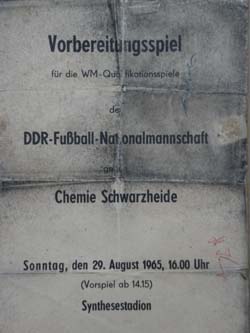 Vorbereitungsspiel
für die WM-Qualifikationsspiele
der
DDR-Fußball-Nationalmannschaft
Chemie Schwarzheide
Sonntag, den 29. August 1965, 16.00 Uhr
(Vorspiel ab 14.15)
Synthesestadion